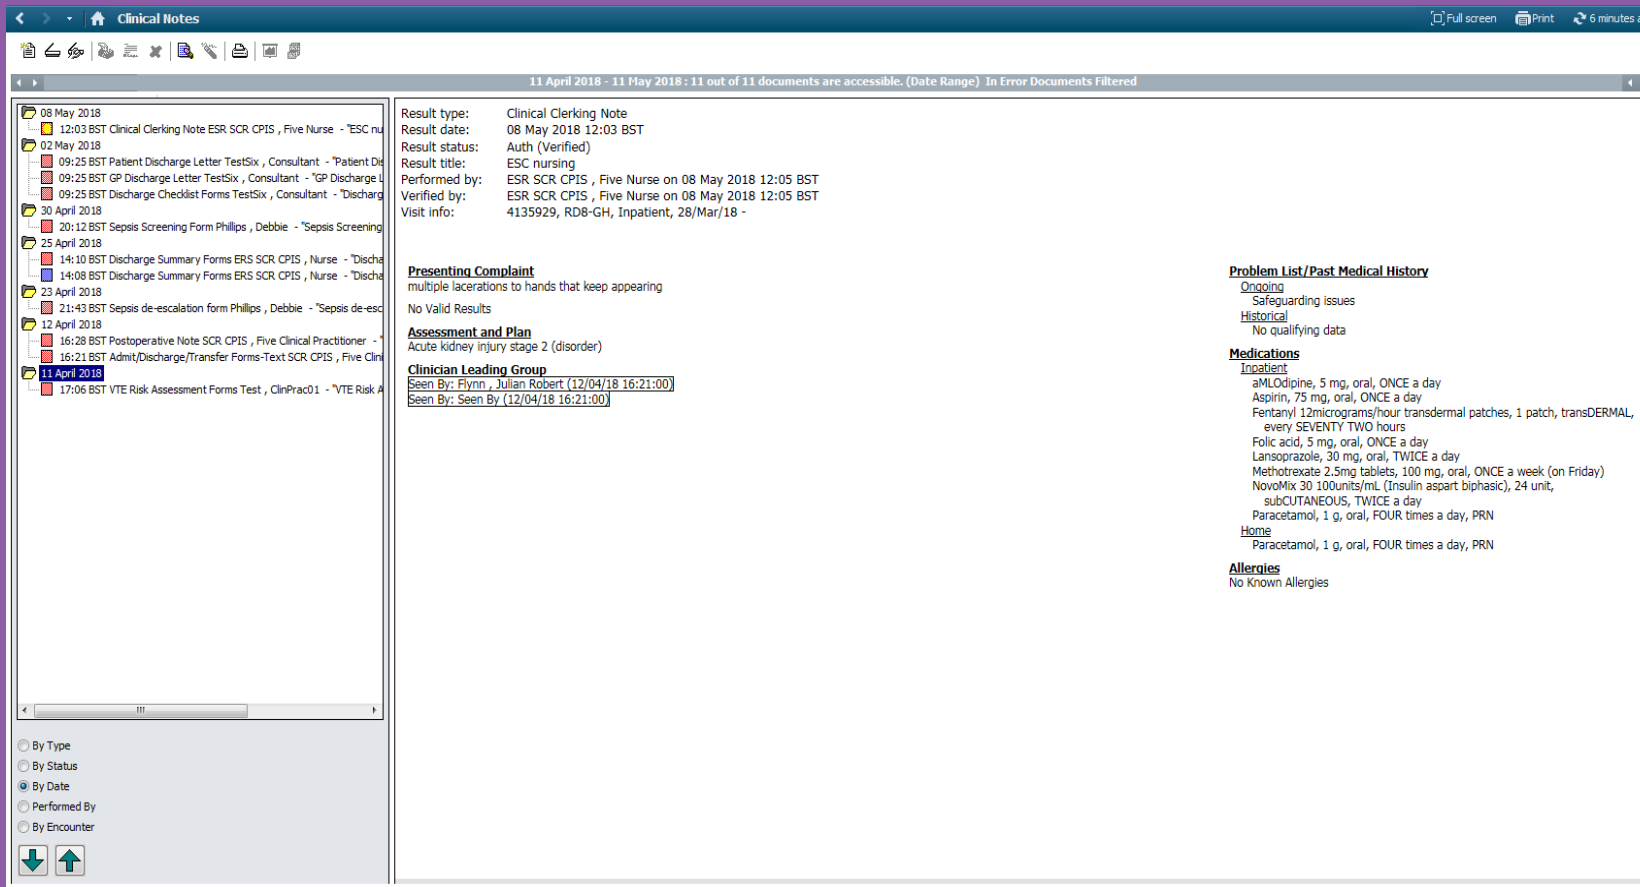 Clinical Notes
Full screen
Print
6 minutes a
11 April 2018 - 11 May 2018 : 11 out of 11 documents are accessible. (Date Range)  In Error Documents Filtered
08 May 2018
12:03 BST Clinical Clerking Note ESR SCR CPIS , Five Nurse - "ESC nu
02 May 2018
09:25 BST Patient Discharge Letter TestSix , Consultant - "Patient Dis
09:25 BST GP Discharge Letter TestSix , Consultant - "GP Discharge L
09:25 BST Discharge Checklist Forms TestSix , Consultant - "Discharg
30 April 2018
20:12 BST Sepsis Screening Form Phillips , Debbie - "Sepsis Screening
25 April 2018
14:10 BST Discharge Summary Forms ERS SCR CPIS , Nurse - "Discha
14:08 BST Discharge Summary Forms ERS SCR CPIS , Nurse - "Discha
23 April 2018
21:43 BST Sepsis de-escalation form Phillips , Debbie - "Sepsis de-esc
12 April 2018
16:28 BST Postoperative Note SCR CPIS , Five Clinical Practitioner - "
16:21 BST Admit/Discharge/Transfer Forms-Text SCR CPIS , Five Clini
11 April 2018
17:06 BST VTE Risk Assessment Forms Test , ClinPrac01 - "VTE Risk A
By Type
By Status
By Date
Performed By
By Encounter
Result type: Clinical Clerking Note
Result date: 08 May 2018 12:03 BST
Result status: Auth (Verified)
Result title: ESC nursing
Performed by: ESR SCR CPIS , Five Nurse on 08 May 2018 12:05 BST
Verified by: ESR SCR CPIS , Five Nurse on 08 May 2018 12:05 BST
Visit info: 4135929, RD8-GH, Inpatient, 28/Mar/18 -
Presenting Complaint
multiple lacerations to hands that keep appearing
No Valid Results
Assessment and Plan
Acute kidney injury stage 2 (disorder)
Clinician Leading Group
Seen By: Flynn , Julian Robert (12/04/18 16:21:00)
Seen By: Seen By (12/04/18 16:21:00)
Problem List/Past Medical History
Ongoing
Safeguarding issues
Historical
No qualifying data
Medications
Inpatient
aMLOdipine, 5 mg, oral, ONCE a day
Aspirin, 75 mg, oral, ONCE a day
Fentanyl 12micrograms/hour transdermal patches, 1 patch, transDERMAL,
every SEVENTY TWO hours
Folic acid, 5 mg, oral, ONCE a day
Lansoprazole, 30 mg, oral, TWICE a day
Methotrexate 2.5mg tablets, 100 mg, oral, ONCE a week (on Friday)
NovoMix 30 100units/mL (Insulin aspart biphasic), 24 unit,
subCUTANEOUS, TWICE a day
Paracetamol, 1 g, oral, FOUR times a day, PRN
Home
Paracetamol, 1 g, oral, FOUR times a day, PRN
Allergies
No Known Allergies